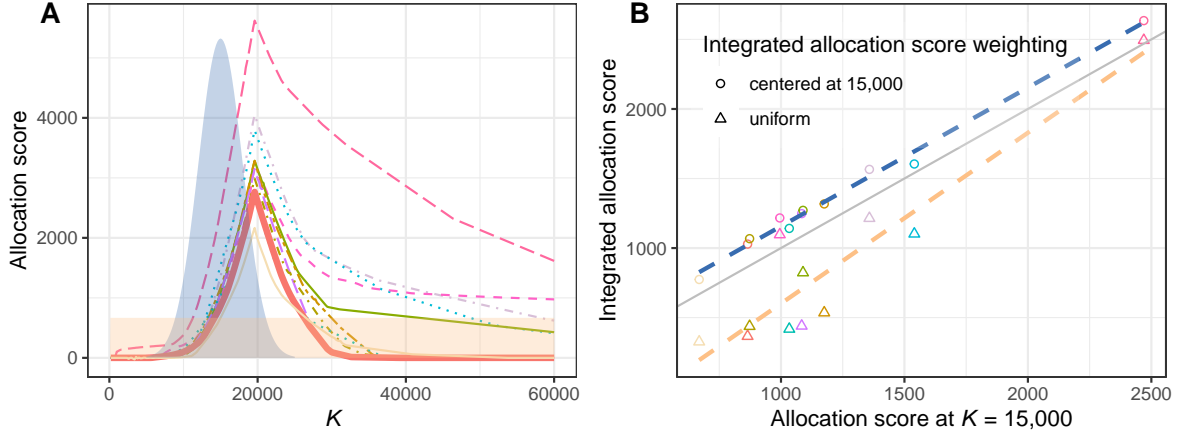 A
Allocation score
4000
2000
0
0
20000
40000
60000
K
B
Integrated allocation score
2000
1000
Integrated allocation score weighting
centered at 15,000
uniform
1000
1500
2000
2500
Allocation score at K = 15,000